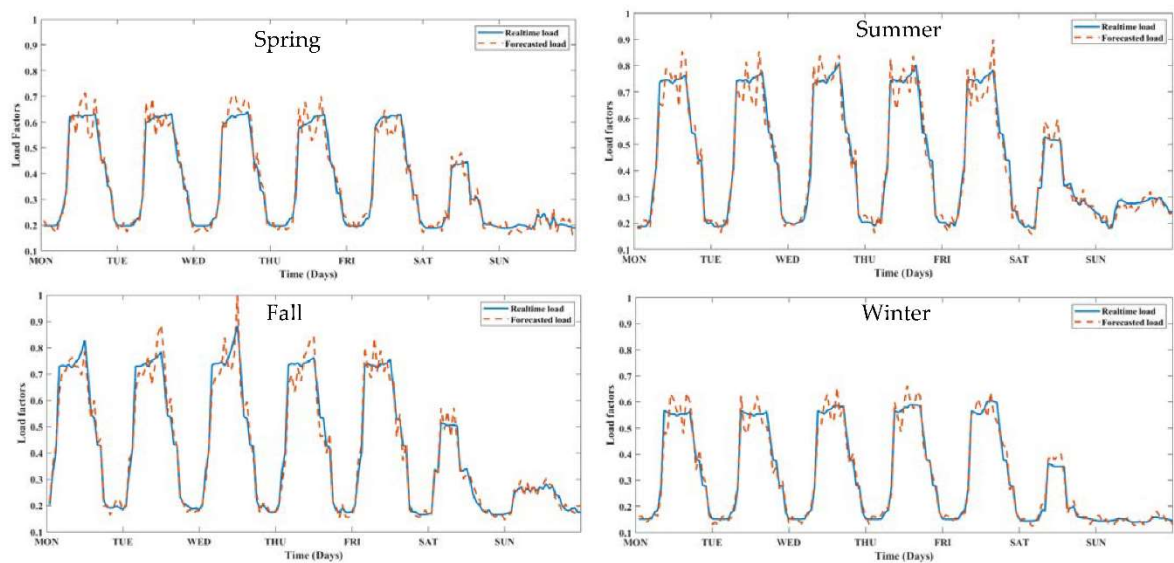 Spring
Realtime load
Forecasted load
Load Factors
1
0.9
0.8
0.7
0.6
0.5
0.4
0.3
0.2
0.1
MON TUE WED THU FRI SAT SUN
Time (Days)
Summer
Realtime load
Forecasted load
Load factors
1
0.9
0.8
0.7
0.6
0.5
0.4
0.3
0.2
0.1
MON TUE WED THU FRI SAT SUN
Time (Days)
Fall
Realtime load
Forecasted load
Load factors
1
0.9
0.8
0.7
0.6
0.5
0.4
0.3
0.2
0.1
MON TUE WED THU FRI SAT SUN
Time (Days)
Winter
Realtime load
Forecasted load
Load factors
1
0.9
0.8
0.7
0.6
0.5
0.4
0.3
0.2
0.1
MON TUE WED THU FRI SAT SUN
Time (Days)